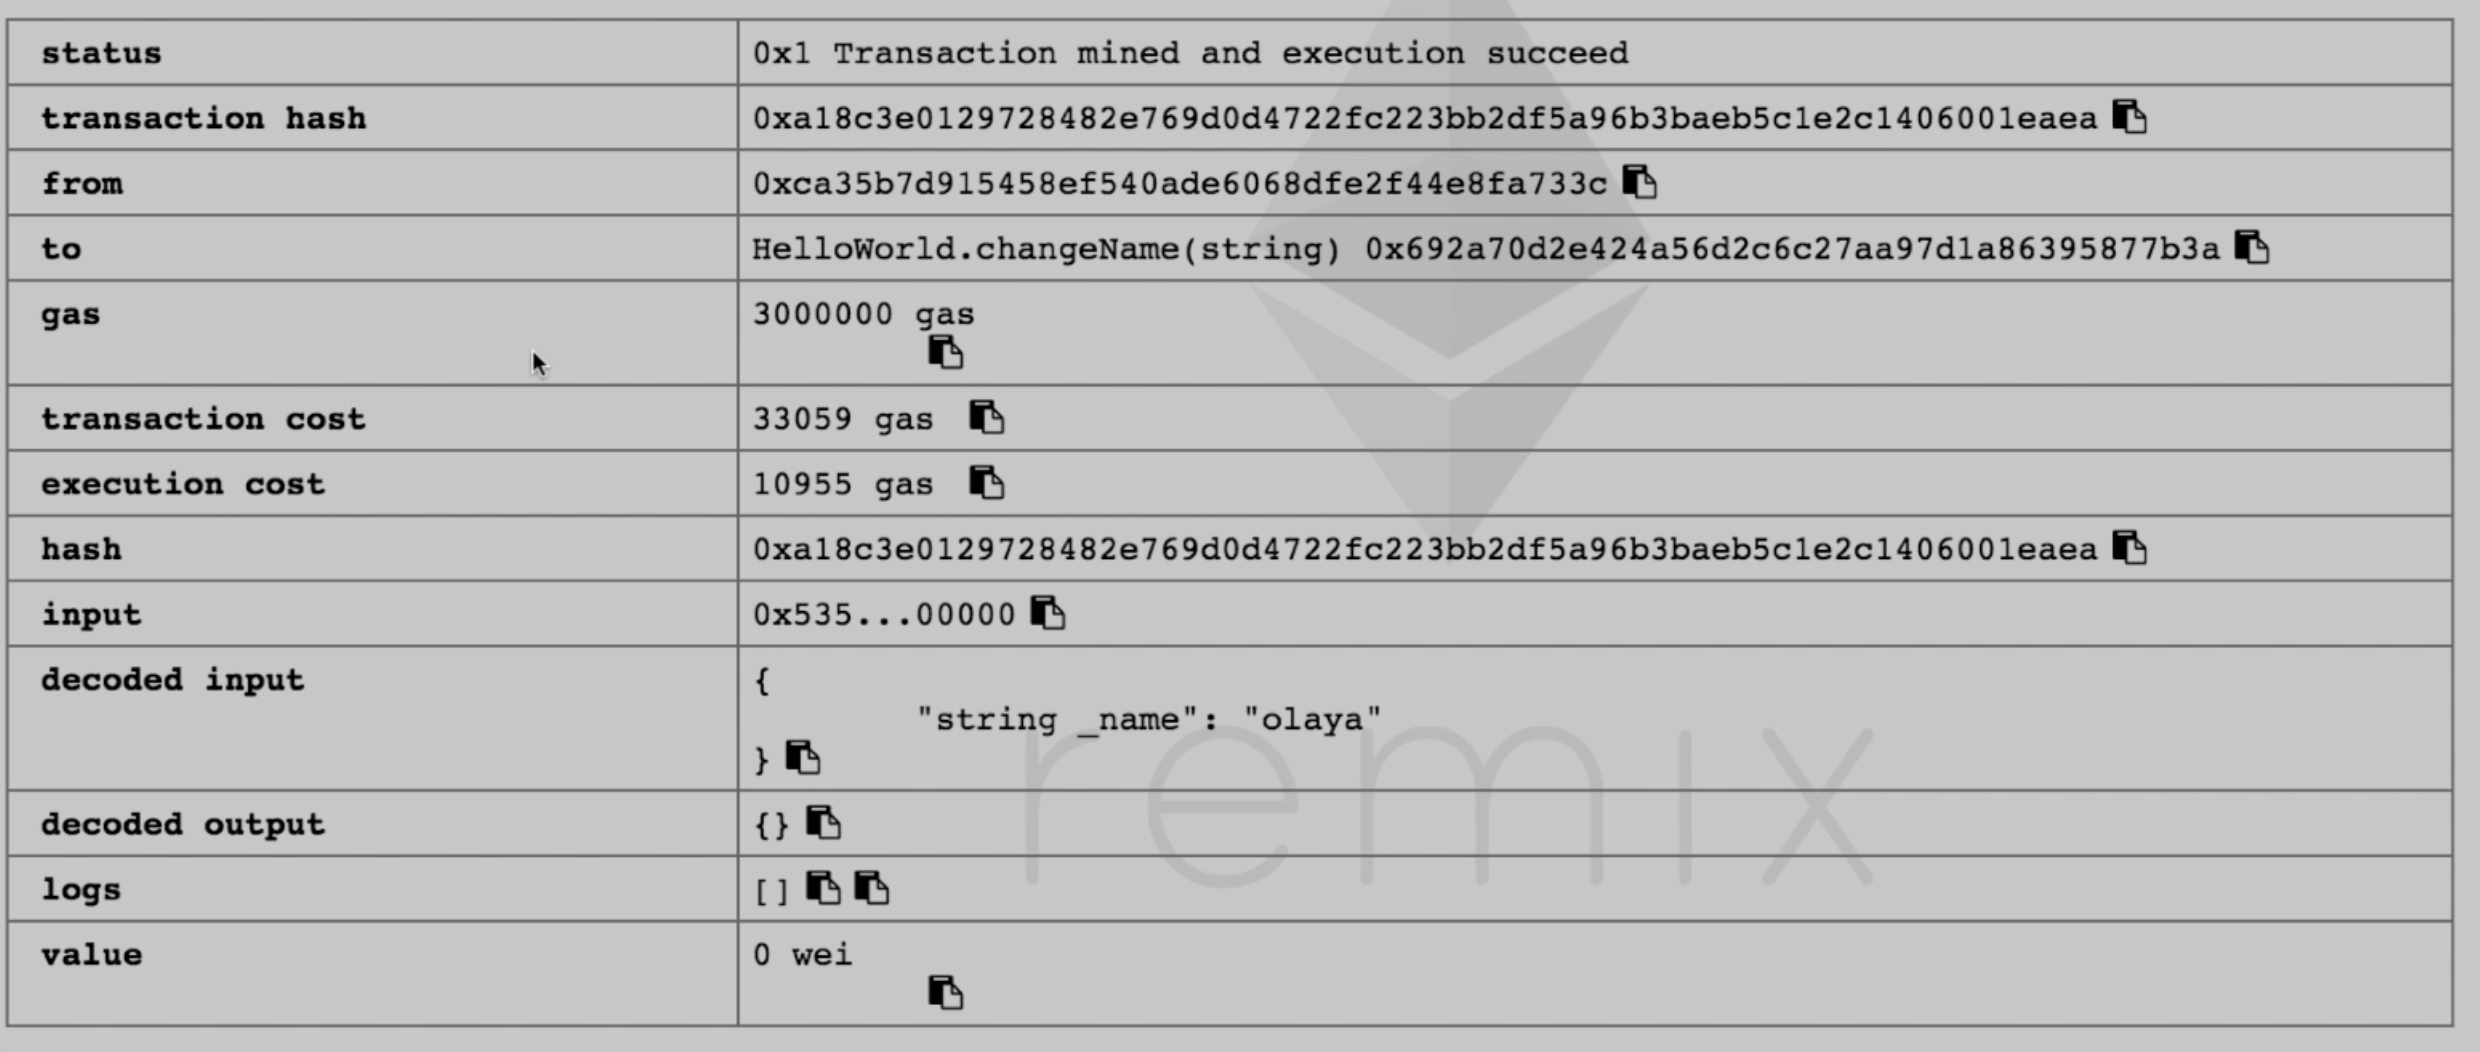 status 0x1 Transaction mined and execution succeed
transaction hash 0xa18c3e0129728482e769d0d4722fc223bb2df5a96b3baeb5c1e2c1406001eaea
from 0xca35b7d915458ef540ade6068dfe2f44e8fa733c
to HelloWorld.changeName(string) 0x692a70d2e424a56d2c6c27aa97d1a86395877b3a
gas 3000000 gas
transaction cost 33059 gas
execution cost 10955 gas
hash 0xa18c3e0129728482e769d0d4722fc223bb2df5a96b3baeb5c1e2c1406001eaea
input 0x535...00000
decoded input {
"string _name": "olaya"
}
decoded output {}
logs []
value 0 wei
remix